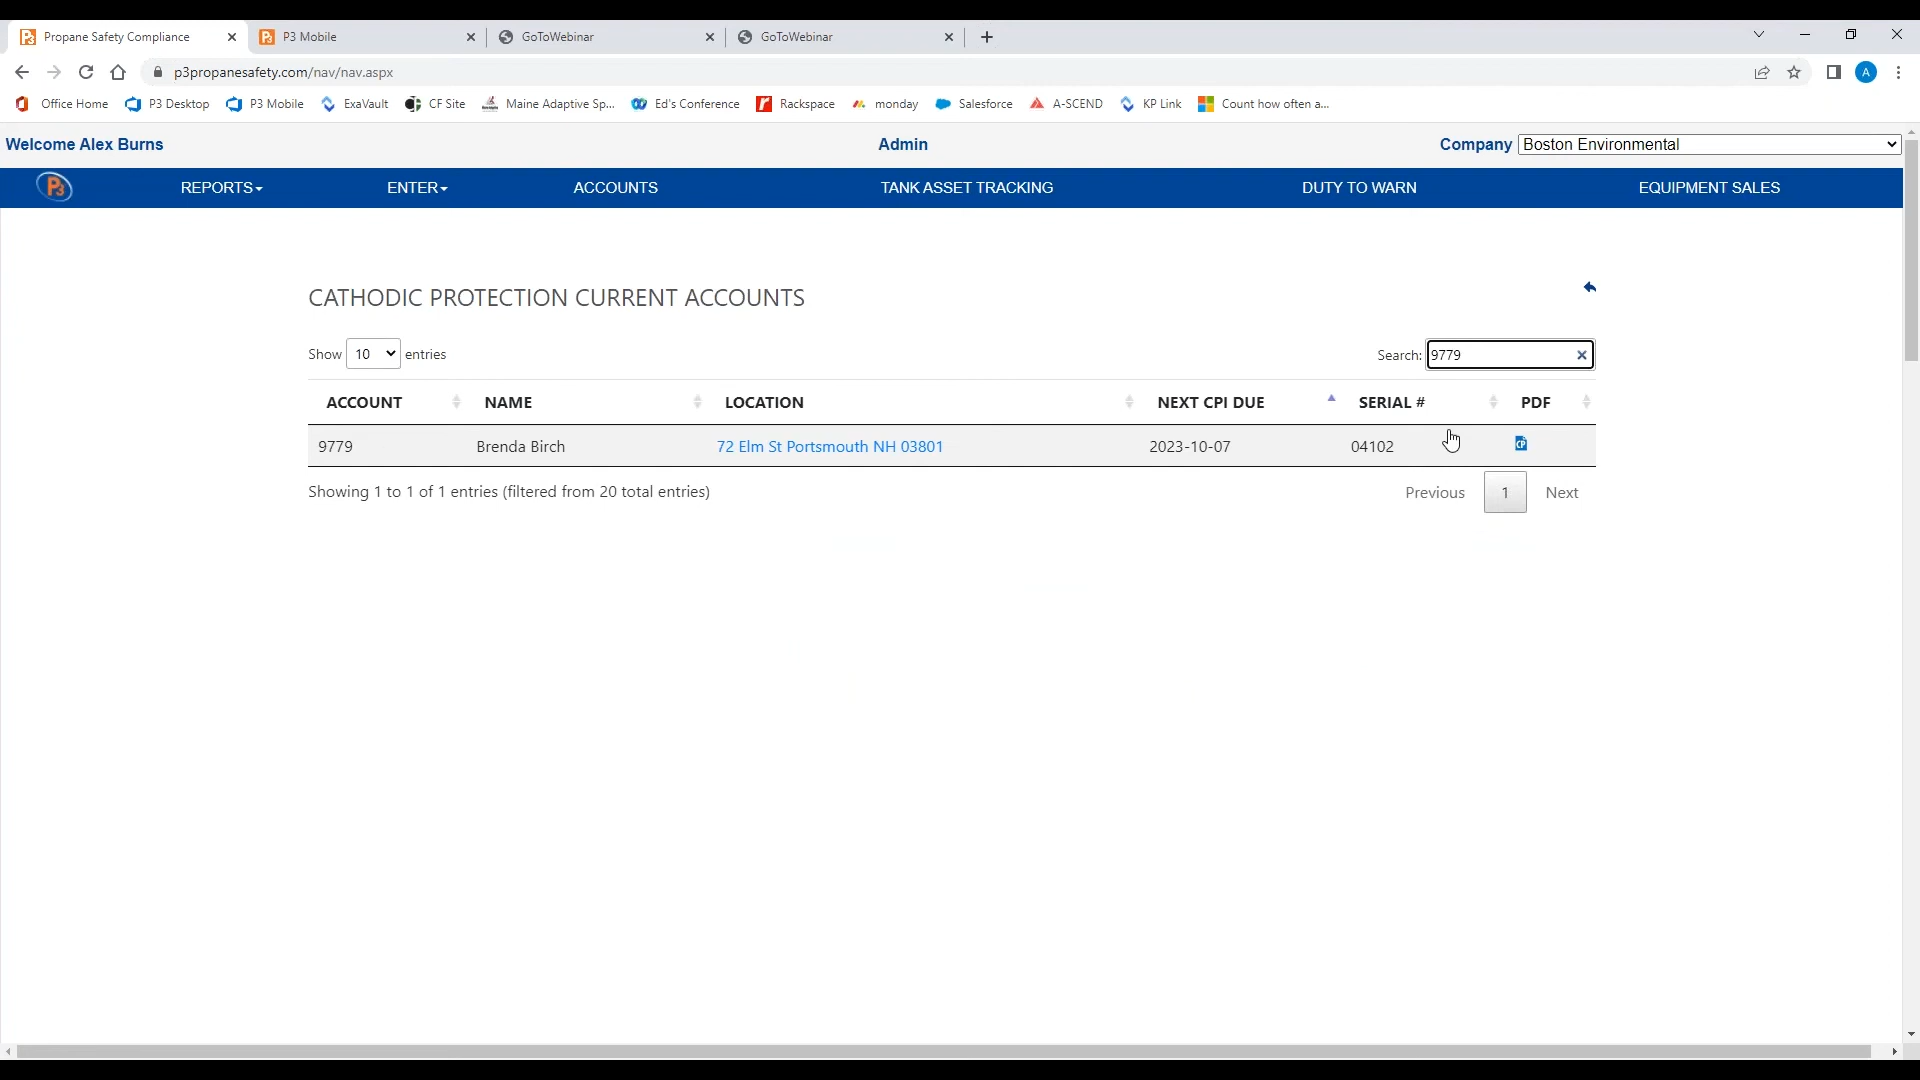 Propane Safety Compliance
P3 Mobile
GoToWebinar
GoToWebinar
p3propanesafety.com/nav/nav.aspx
A
Office Home
P3 Desktop
P3 Mobile
ExaVault
CF Site
Maine Adaptive Sp...
Ed's Conference
Rackspace
monday
Salesforce
A-SCEND
KP Link
Count how often a...
Welcome Alex Burns
Admin
Company
Boston Environmental
P3
REPORTS
ENTER
ACCOUNTS
TANK ASSET TRACKING
DUTY TO WARN
EQUIPMENT SALES
CATHODIC PROTECTION CURRENT ACCOUNTS
Show 10 entries
Search: 9779
ACCOUNT NAME LOCATION NEXT CPI DUE SERIAL # PDF
9779 Brenda Birch 72 Elm St Portsmouth NH 03801 2023-10-07 04102 CP
Showing 1 to 1 of 1 entries (filtered from 20 total entries)
Previous 1 Next